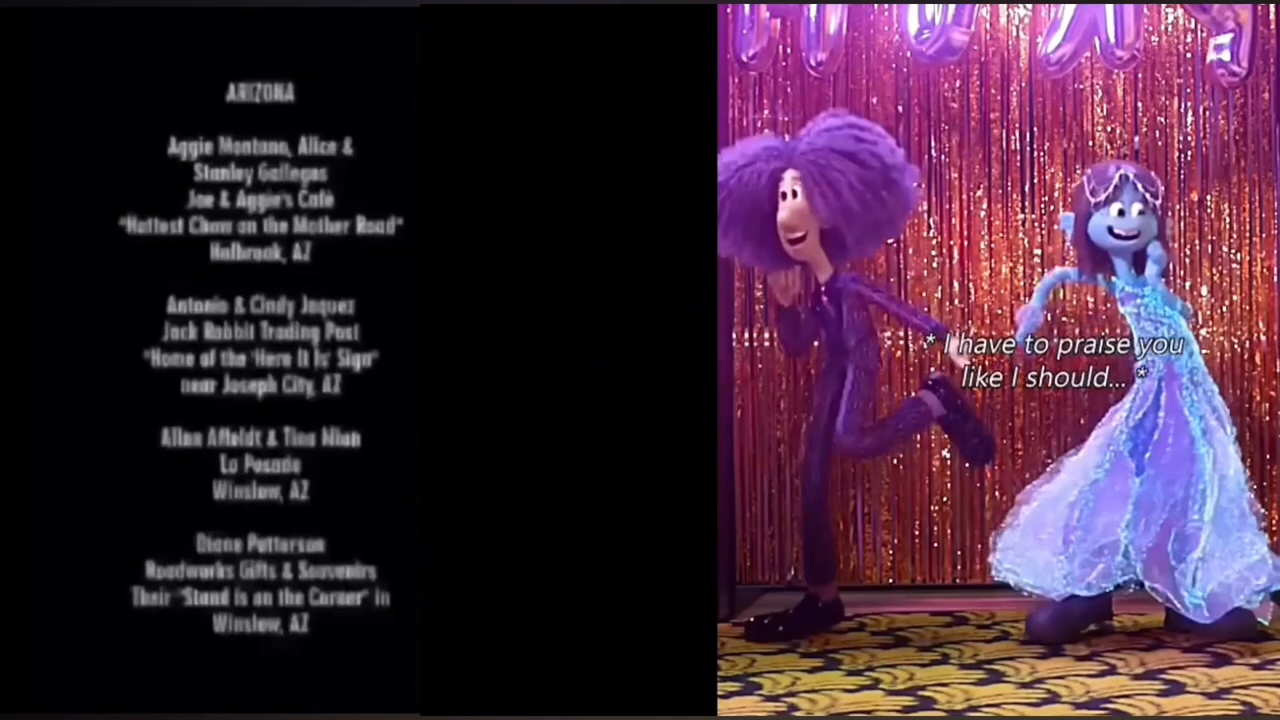 ARIZONA
Aggie Montano, Alice &
Stanley Gallegos
Joe & Aggie's Café
"Hottest Chow on the Mother Road"
Holbrook, AZ
Antonio & Cindy Jaquez
Jack Rabbit Trading Post
"Home of the 'Here It Is' Sign"
near Joseph City, AZ
Allan Affeldt & Tina Mion
La Posada
Winslow, AZ
Diane Patterson
Roadworks Gifts & Souvenirs
Their "Stand is on the Corner" in
Winslow, AZ
* I have to praise you
like I should... *